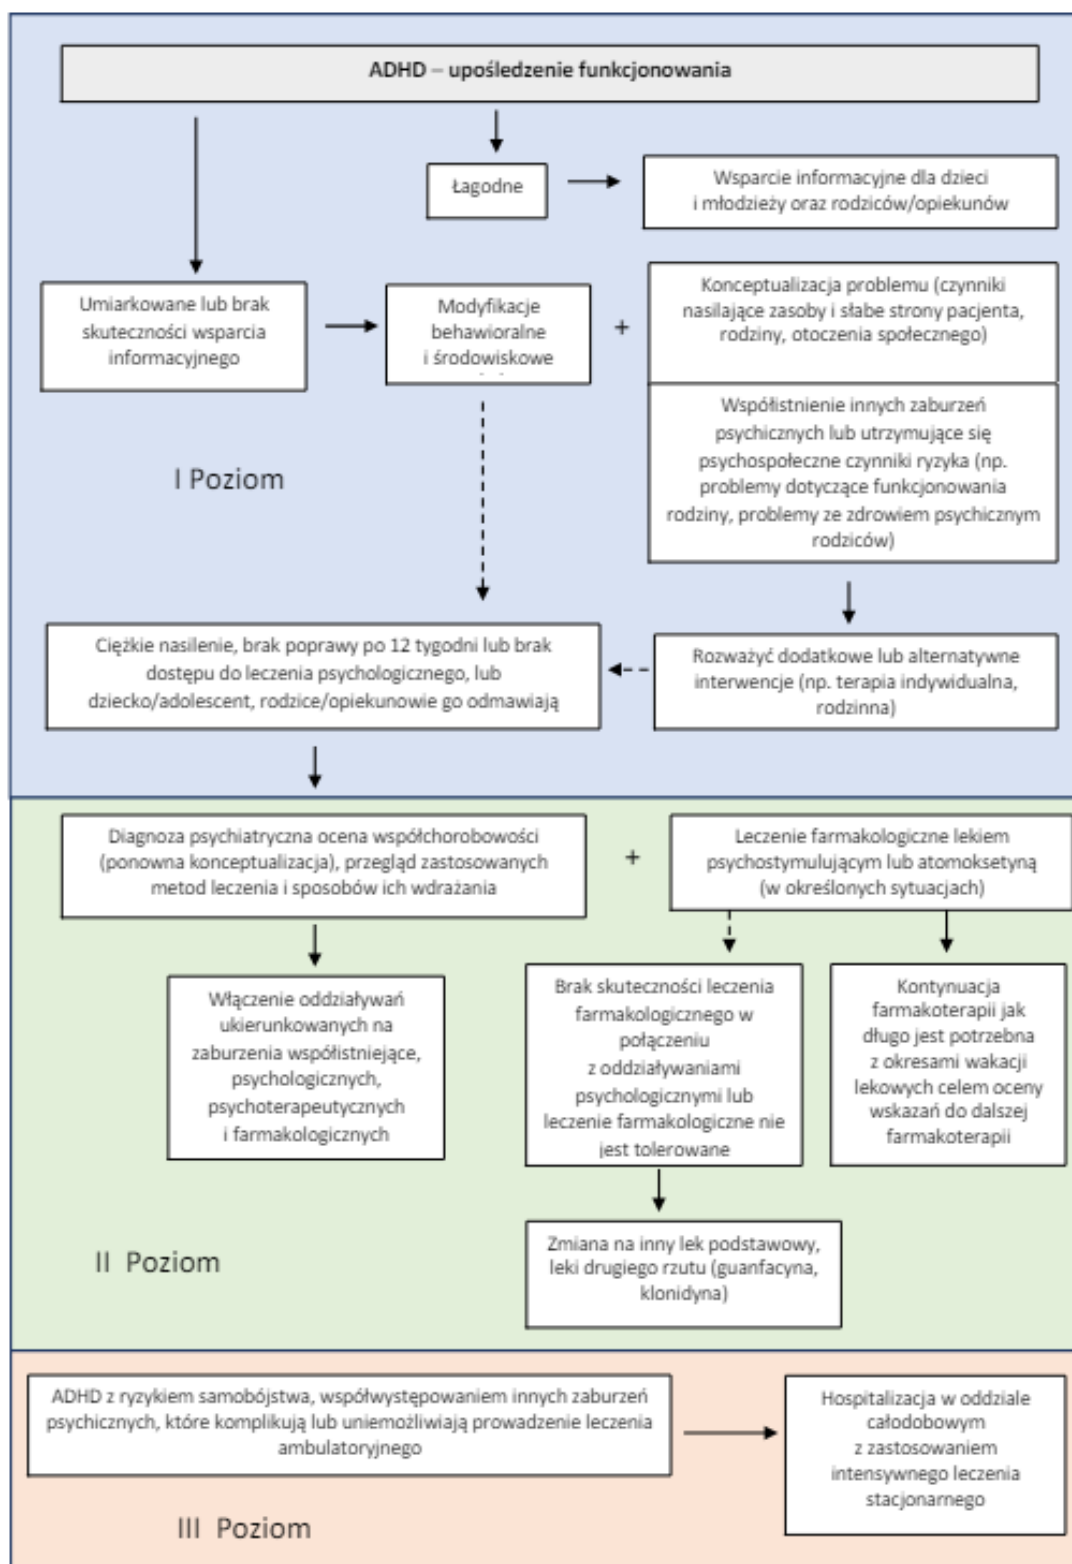 ADHD – upośledzenie funkcjonowania
Łagodne
Wsparcie informacyjne dla dzieci
i młodzieży oraz rodziców/opiekunów
Umiarkowane lub brak
skuteczności wsparcia
informacyjnego
Modyfikacje
behawioralne
i środowiskowe
+
Konceptualizacja problemu (czynniki
nasilające zasoby i słabe strony pacjenta,
rodziny, otoczenia społecznego)
Współistnienie innych zaburzeń
psychicznych lub utrzymujące się
psychospołeczne czynniki ryzyka (np.
problemy dotyczące funkcjonowania
rodziny, problemy ze zdrowiem psychicznym
rodziców)
I Poziom
Ciężkie nasilenie, brak poprawy po 12 tygodni lub brak
dostępu do leczenia psychologicznego, lub
dziecko/adolescent, rodzice/opiekunowie go odmawiają
Rozważyć dodatkowe lub alternatywne
interwencje (np. terapia indywidualna,
rodzinna)
Diagnoza psychiatryczna ocena współchorobowości
(ponowna konceptualizacja), przegląd zastosowanych
metod leczenia i sposobów ich wdrażania
+
Leczenie farmakologiczne lekiem
psychostymulującym lub atomoksetyną
(w określonych sytuacjach)
Włączenie oddziaływań
ukierunkowanych na
zaburzenia współistniejące,
psychologicznych,
psychoterapeutycznych
i farmakologicznych
Brak skuteczności leczenia
farmakologicznego w
połączeniu
z oddziaływaniami
psychologicznymi lub
leczenie farmakologiczne nie
jest tolerowane
Kontynuacja
farmakoterapii jak
długo jest potrzebna
z okresami wakacji
lekowych celem oceny
wskazań do dalszej
farmakoterapii
II Poziom
Zmiana na inny lek podstawowy,
leki drugiego rzutu (guanfacyna,
klonidyna)
ADHD z ryzykiem samobójstwa, współwystępowaniem innych zaburzeń
psychicznych, które komplikują lub uniemożliwiają prowadzenie leczenia
ambulatoryjnego
Hospitalizacja w oddziale
całodobowym
z zastosowaniem
intensywnego leczenia
stacjonarnego
III Poziom